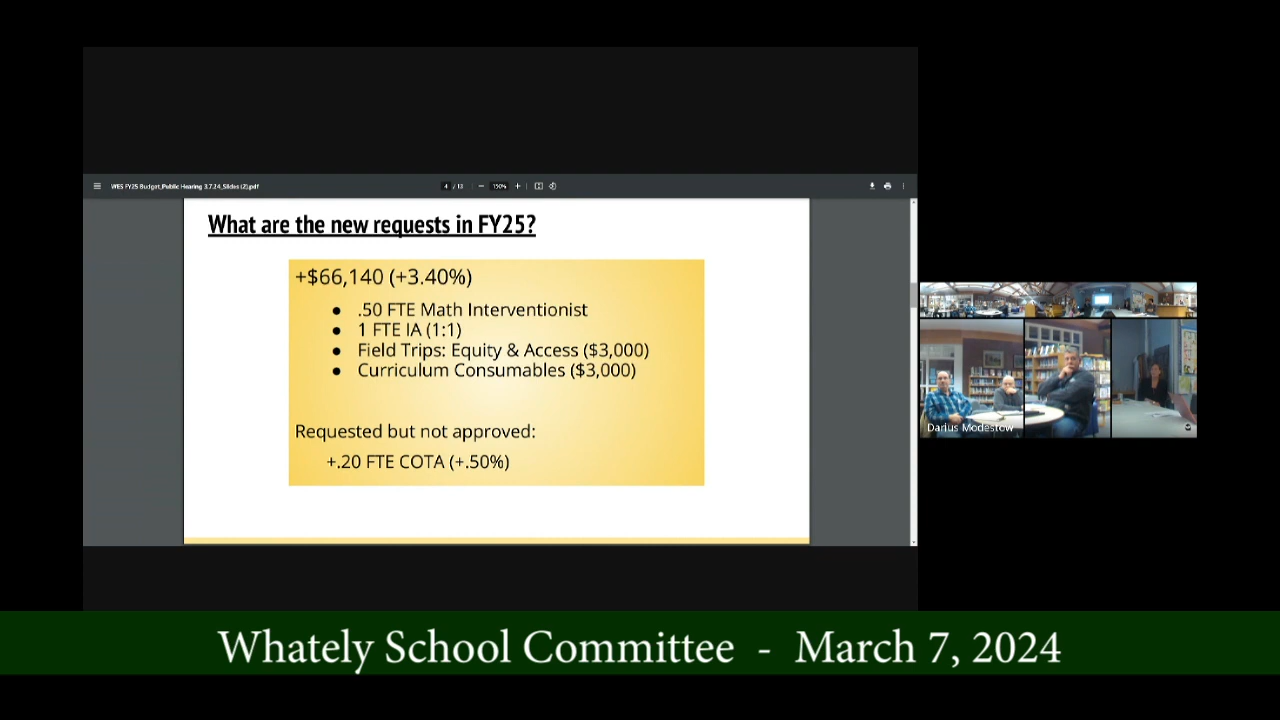 WES FY25 Budget_Public Hearing 3.7.24_Slides (2).pdf
4 / 13
150%
What are the new requests in FY25?
+$66,140 (+3.40%)
● .50 FTE Math Interventionist
● 1 FTE IA (1:1)
● Field Trips: Equity & Access ($3,000)
● Curriculum Consumables ($3,000)
Requested but not approved:
+.20 FTE COTA (+.50%)
Darius Modestow
Whately School Committee - March 7, 2024